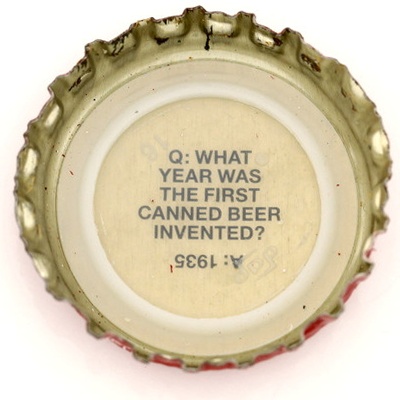 Q: WHAT
YEAR WAS
THE FIRST
CANNED BEER
INVENTED?
A: 1935